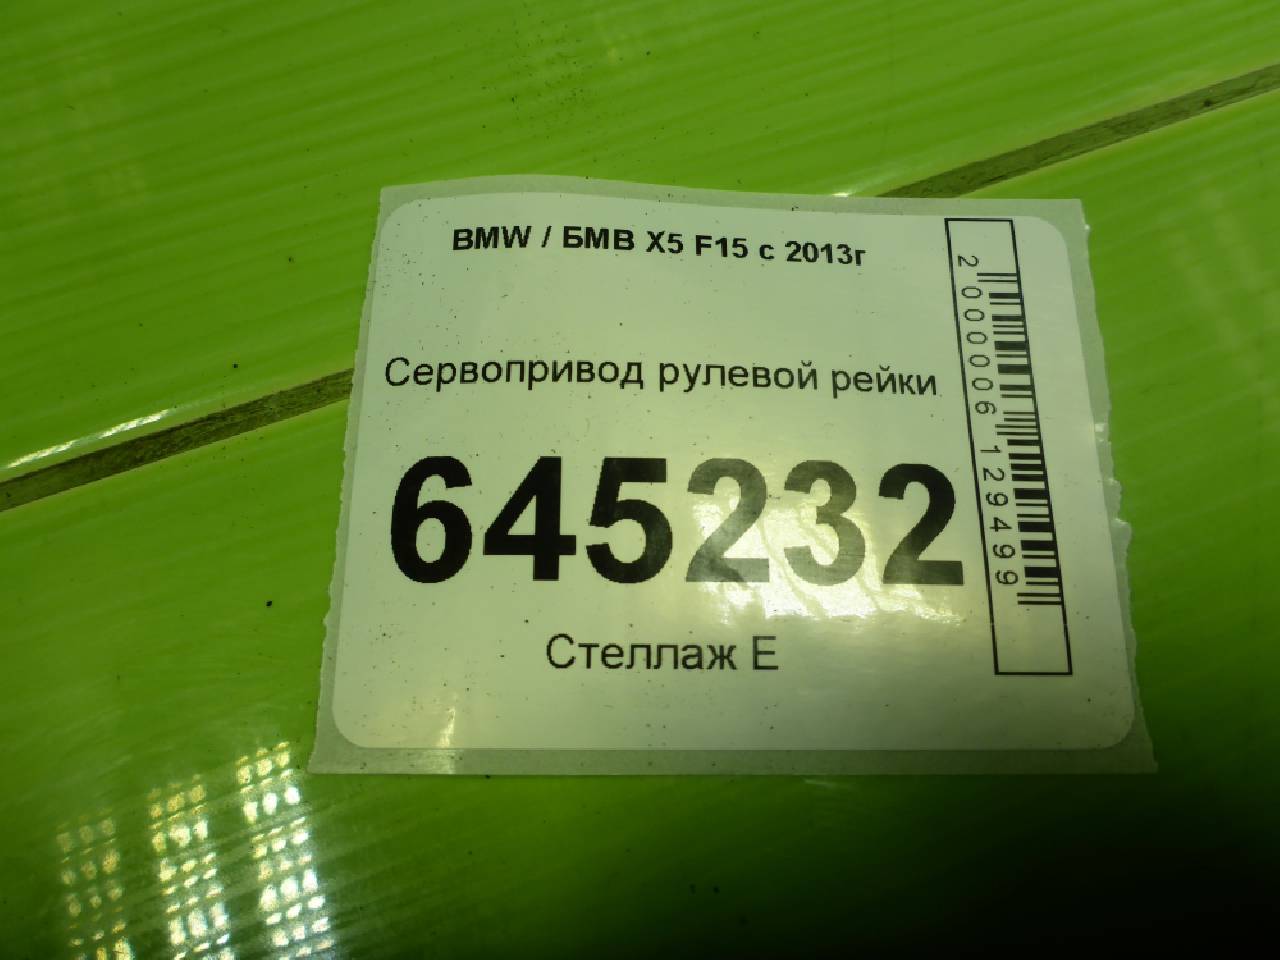 BMW / БМВ X5 F15 с 2013г
Сервопривод рулевой рейки
645232
Стеллаж Е
2000006129499